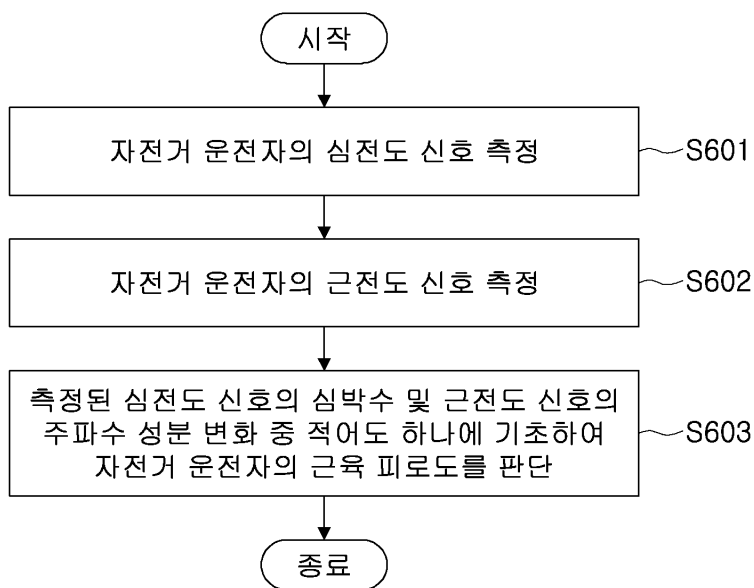 시작
자전거 운전자의 심전도 신호 측정
S601
자전거 운전자의 근전도 신호 측정
S602
측정된 심전도 신호의 심박수 및 근전도 신호의
주파수 성분 변화 중 적어도 하나에 기초하여
자전거 운전자의 근육 피로도를 판단
S603
종료